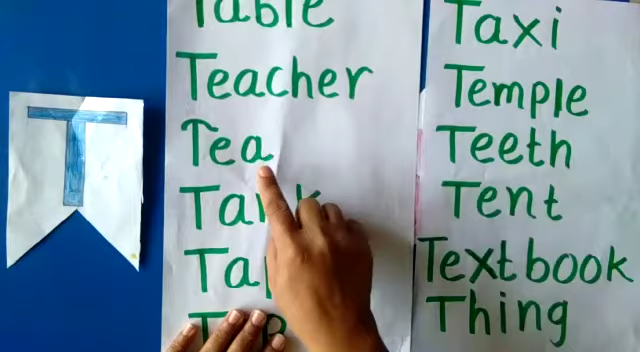 T
Table
Teacher
Tea
Taxi
Temple
Teeth
Tent
Textbook
Thing